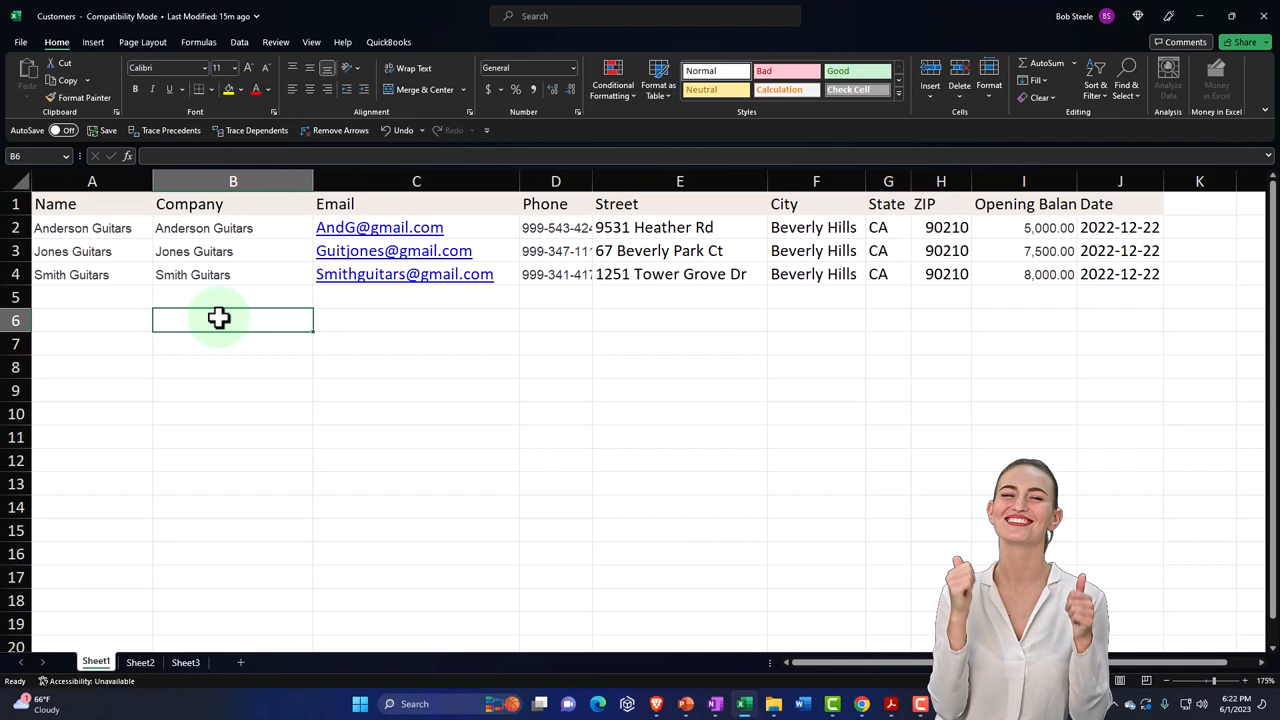 Customers - Compatibility Mode • Last Modified: 15m ago
Search
Bob Steele BS
File Home Insert Page Layout Formulas Data Review View Help QuickBooks Comments Share
Cut Calibri 11 Wrap Text General Normal Bad Good AutoSum
Copy Fill
Paste Format Painter B I U A Merge & Center $ % Conditional Formatting Format as Table Neutral Calculation Check Cell Insert Delete Format Clear Sort & Filter Find & Select Analyze Data Money in Excel
Clipboard Font Alignment Number Styles Cells Editing Analysis Money in Excel
AutoSave Off Save Trace Precedents Trace Dependents Remove Arrows Undo Redo
B6 fx
A B C D E F G H I J K
1 Name Company Email Phone Street City State ZIP Opening Balan Date
2 Anderson Guitars Anderson Guitars AndG@gmail.com 999-543-424 9531 Heather Rd Beverly Hills CA 90210 5,000.00 2022-12-22
3 Jones Guitars Jones Guitars Guitjones@gmail.com 999-347-111 67 Beverly Park Ct Beverly Hills CA 90210 7,500.00 2022-12-22
4 Smith Guitars Smith Guitars Smithguitars@gmail.com 999-341-417 1251 Tower Grove Dr Beverly Hills CA 90210 8,000.00 2022-12-22
5
6
7
8
9
10
11
12
13
14
15
16
17
18
19
20
Sheet1 Sheet2 Sheet3
Ready Accessibility: Unavailable 175%
66°F
Cloudy
Search
6:22 PM
6/1/2023